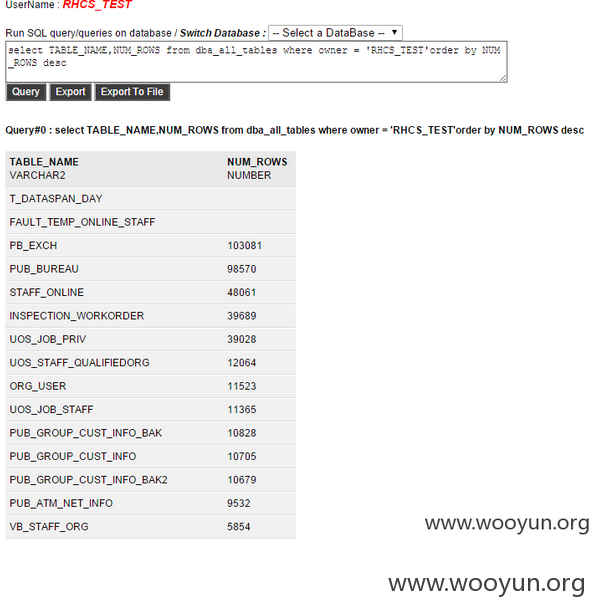 UserName : RHCS_TEST
Run SQL query/queries on database / Switch Database : -- Select a DataBase --
select TABLE_NAME,NUM_ROWS from dba_all_tables where owner = 'RHCS_TEST'order by NUM
_ROWS desc
Query Export Export To File
Query#0 : select TABLE_NAME,NUM_ROWS from dba_all_tables where owner = 'RHCS_TEST'order by NUM_ROWS desc
TABLE_NAME NUM_ROWS
VARCHAR2 NUMBER
T_DATASPAN_DAY
FAULT_TEMP_ONLINE_STAFF
PB_EXCH 103081
PUB_BUREAU 98570
STAFF_ONLINE 48061
INSPECTION_WORKORDER 39689
UOS_JOB_PRIV 39028
UOS_STAFF_QUALIFIEDORG 12064
ORG_USER 11523
UOS_JOB_STAFF 11365
PUB_GROUP_CUST_INFO_BAK 10828
PUB_GROUP_CUST_INFO 10705
PUB_GROUP_CUST_INFO_BAK2 10679
PUB_ATM_NET_INFO 9532
VB_STAFF_ORG 5854
www.wooyun.org
www.wooyun.org